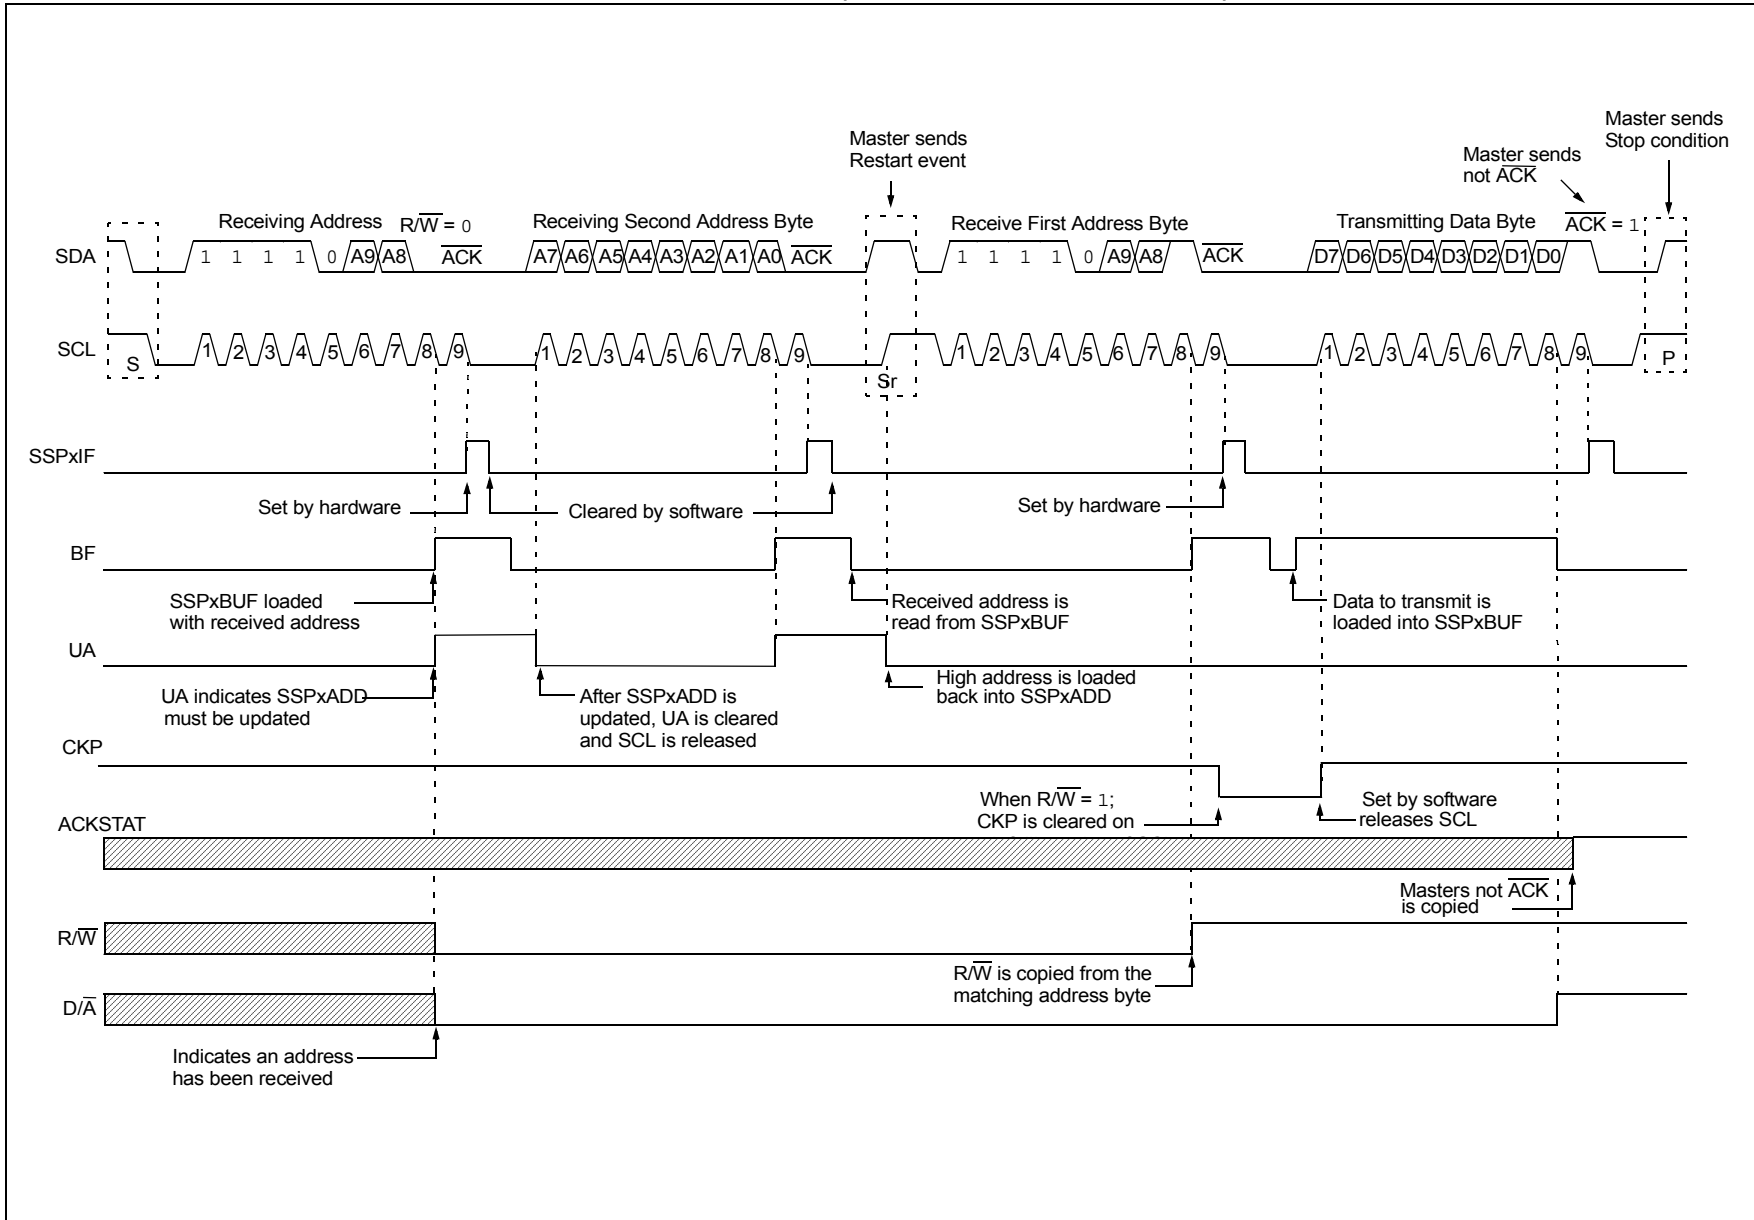 Master sends
Restart event
Master sends
not A̅C̅K̅
Master sends
Stop condition
Receiving Address R/W̅ = 0
Receiving Second Address Byte
Receive First Address Byte
Transmitting Data Byte
A̅C̅K̅ = 1
SDA
1 1 1 1 0 A9 A8 A̅C̅K̅
A7 A6 A5 A4 A3 A2 A1 A0 A̅C̅K̅
1 1 1 1 0 A9 A8 A̅C̅K̅
D7 D6 D5 D4 D3 D2 D1 D0
SCL
S
1 2 3 4 5 6 7 8 9
1 2 3 4 5 6 7 8 9
Sr
1 2 3 4 5 6 7 8 9
1 2 3 4 5 6 7 8 9
P
SSPxIF
Set by hardware
Cleared by software
Set by hardware
BF
SSPxBUF loaded
with received address
Received address is
read from SSPxBUF
Data to transmit is
loaded into SSPxBUF
UA
UA indicates SSPxADD
must be updated
After SSPxADD is
updated, UA is cleared
and SCL is released
High address is loaded
back into SSPxADD
CKP
When R/W̅ = 1;
CKP is cleared on
Set by software
releases SCL
ACKSTAT
Masters not A̅C̅K̅
is copied
R/W̅
R/W̅ is copied from the
matching address byte
D/A̅
Indicates an address
has been received